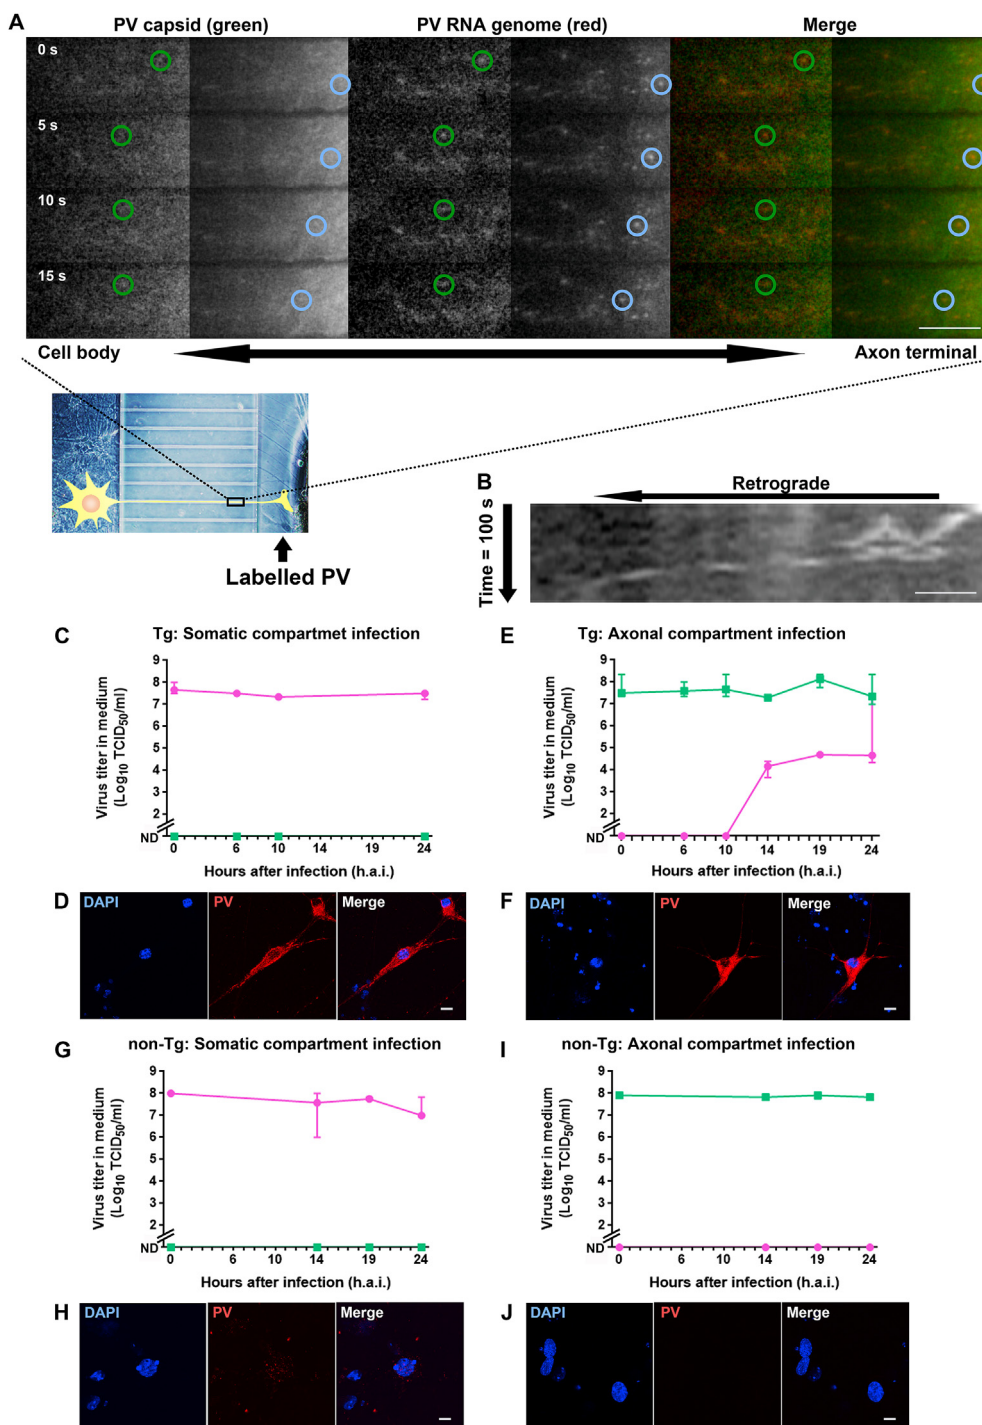 A
PV capsid (green) PV RNA genome (red) Merge
0 s
5 s
10 s
15 s
Cell body Axon terminal
Labelled PV
B
Retrograde
Time = 100 s
C Tg: Somatic compartmet infection
Virus titer in medium
(Log10 TCID50/ml)
9
8
7
6
5
4
3
2
ND
0 6 10 14 19 24
Hours after infection (h.a.i.)
E Tg: Axonal compartment infection
Virus titer in medium
(Log10 TCID50/ml)
9
8
7
6
5
4
3
2
ND
0 6 10 14 19 24
Hours after infection (h.a.i.)
D DAPI PV Merge
F DAPI PV Merge
G non-Tg: Somatic compartment infection
Virus titer in medium
(Log10 TCID50/ml)
9
8
7
6
5
4
3
2
ND
0 6 10 14 19 24
Hours after infection (h.a.i.)
I non-Tg: Axonal compartmet infection
Virus titer in medium
(Log10 TCID50/ml)
9
8
7
6
5
4
3
2
ND
0 6 10 14 19 24
Hours after infection (h.a.i.)
H DAPI PV Merge
J DAPI PV Merge